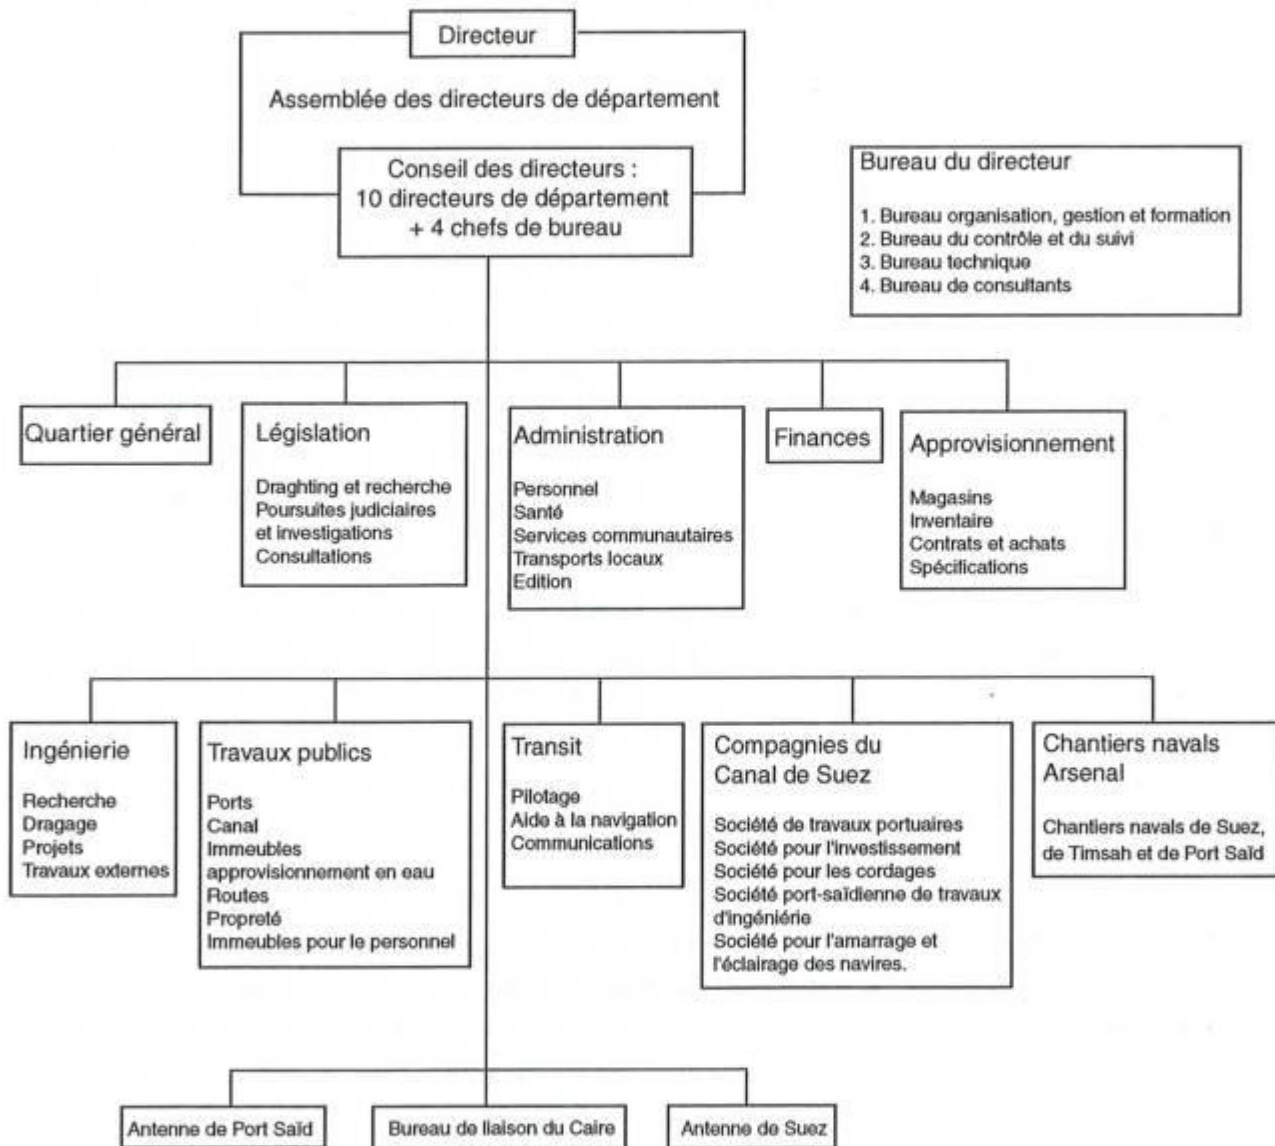 Directeur
Assemblée des directeurs de département
Conseil des directeurs :
10 directeurs de département
+ 4 chefs de bureau
Bureau du directeur
1. Bureau organisation, gestion et formation
2. Bureau du contrôle et du suivi
3. Bureau technique
4. Bureau de consultants
Quartier général
Législation
Draghting et recherche
Poursuites judiciaires
et investigations
Consultations
Administration
Personnel
Santé
Services communautaires
Transports locaux
Edition
Finances
Approvisionnement
Magasins
Inventaire
Contrats et achats
Spécifications
Ingénierie
Recherche
Dragage
Projets
Travaux externes
Travaux publics
Ports
Canal
Immeubles
approvisionnement en eau
Routes
Propreté
Immeubles pour le personnel
Transit
Pilotage
Aide à la navigation
Communications
Compagnies du
Canal de Suez
Société de travaux portuaires
Société pour l'investissement
Société pour les cordages
Société port-saïdienne de travaux
d'ingéniérie
Société pour l'amarrage et
l'éclairage des navires.
Chantiers navals
Arsenal
Chantiers navals de Suez,
de Timsah et de Port Saïd
Antenne de Port Saïd
Bureau de liaison du Caire
Antenne de Suez